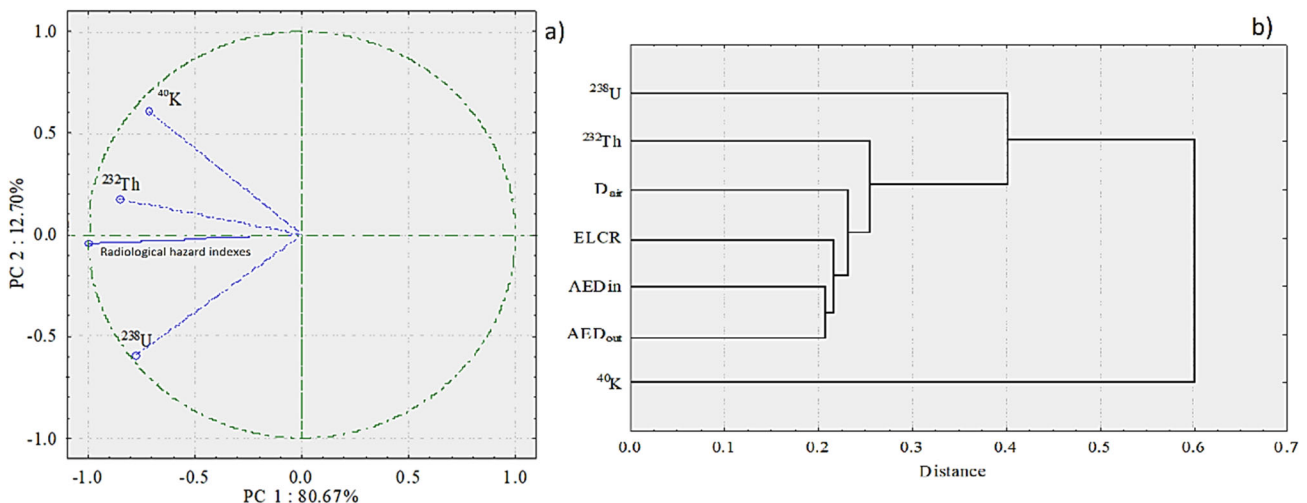 a)
1.0
0.5
0.0
-0.5
-1.0
PC 2 : 12.70%
⁴⁰K
²³²Th
Radiological hazard indexes
²³⁸U
-1.0 -0.5 0.0 0.5 1.0
PC 1 : 80.67%
b)
²³⁸U
²³²Th
Dair
ELCR
AEDin
AEDout
⁴⁰K
0.0 0.1 0.2 0.3 0.4 0.5 0.6 0.7
Distance